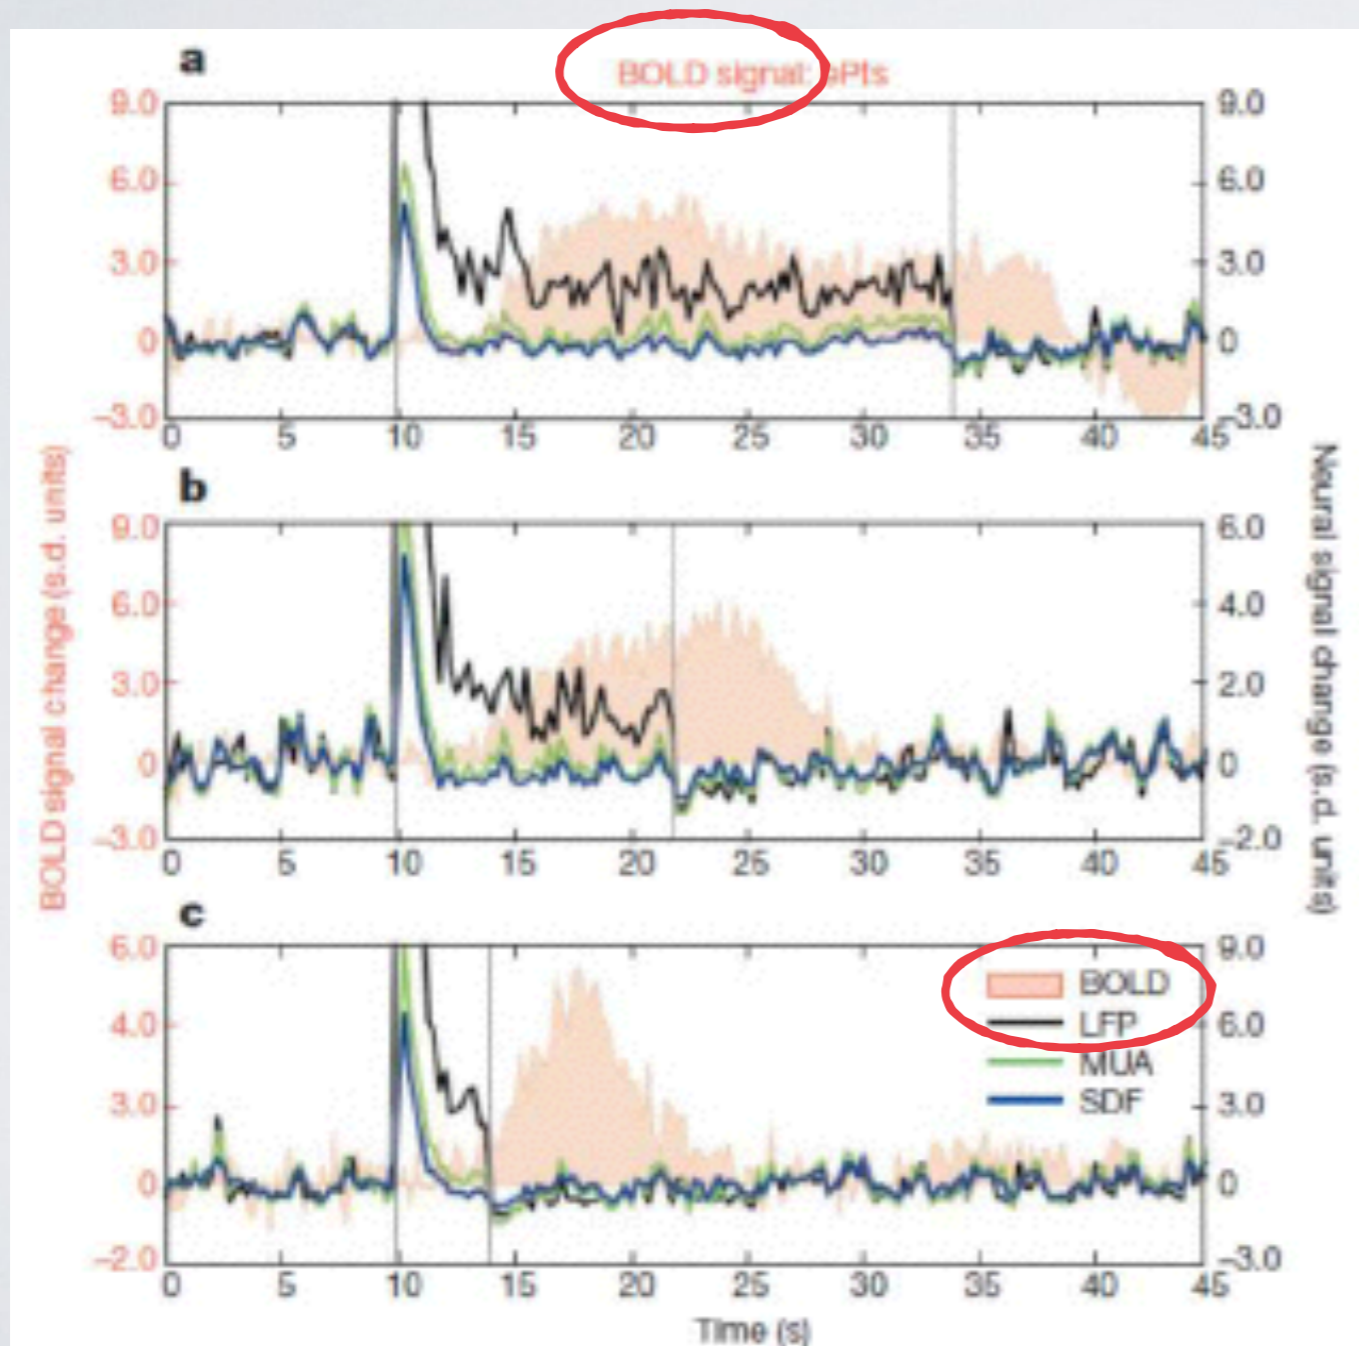 a
BOLD signal: ePts
9.0
6.0
3.0
0
−3.0
9.0
6.0
3.0
0
−3.0
0 5 10 15 20 25 30 35 40 45
b
9.0
6.0
3.0
0
−3.0
6.0
4.0
2.0
0
−2.0
0 5 10 15 20 25 30 35 40 45
BOLD signal change (s.d. units)
Neural signal change (s.d. units)
c
6.0
4.0
3.0
0
−2.0
9.0
6.0
3.0
0
−3.0
BOLD
LFP
MUA
SDF
0 5 10 15 20 25 30 35 40 45
Time (s)